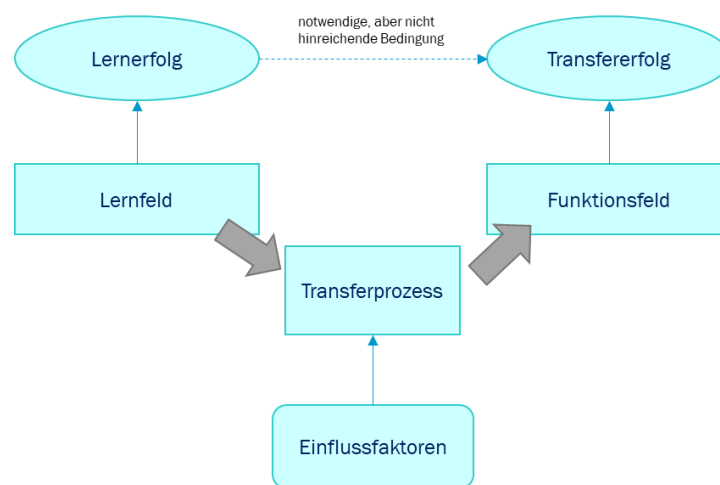 notwendige, aber nicht
hinreichende Bedingung
Lernerfolg
Transfererfolg
Lernfeld
Funktionsfeld
Transferprozess
Einflussfaktoren